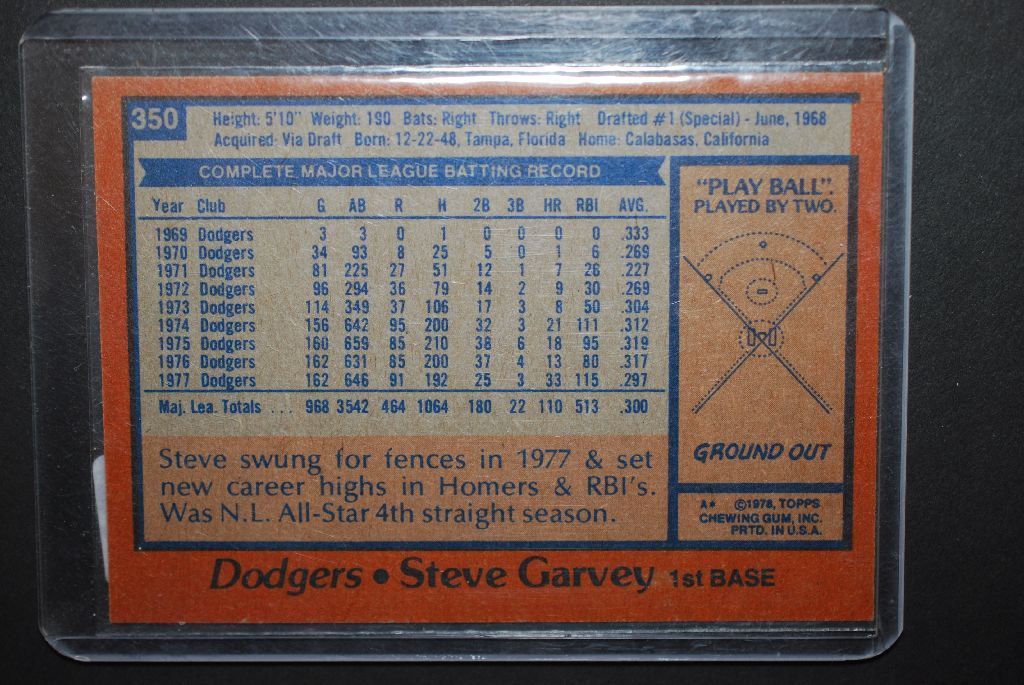 350
Height: 5'10" Weight: 190 Bats: Right Throws: Right Drafted #1 (Special) - June, 1968
Acquired: Via Draft Born: 12-22-48, Tampa, Florida Home: Calabasas, California
COMPLETE MAJOR LEAGUE BATTING RECORD
Year Club G AB R H 2B 3B HR RBI AVG.
1969 Dodgers 3 3 0 1 0 0 0 0 .333
1970 Dodgers 34 93 8 25 5 0 1 6 .269
1971 Dodgers 81 225 27 51 12 1 7 26 .227
1972 Dodgers 96 294 36 79 14 2 9 30 .269
1973 Dodgers 114 349 37 106 17 3 8 50 .304
1974 Dodgers 156 642 95 200 32 3 21 111 .312
1975 Dodgers 160 659 85 210 38 6 18 95 .319
1976 Dodgers 162 631 85 200 37 4 13 80 .317
1977 Dodgers 162 646 91 192 25 3 33 115 .297
Maj. Lea. Totals ... 968 3542 464 1064 180 22 110 513 .300
Steve swung for fences in 1977 & set
new career highs in Homers & RBI's.
Was N.L. All-Star 4th straight season.
"PLAY BALL".
PLAYED BY TWO.
GROUND OUT
A* ©1978, TOPPS
CHEWING GUM, INC.
PRTD. IN U.S.A.
Dodgers • Steve Garvey 1st BASE